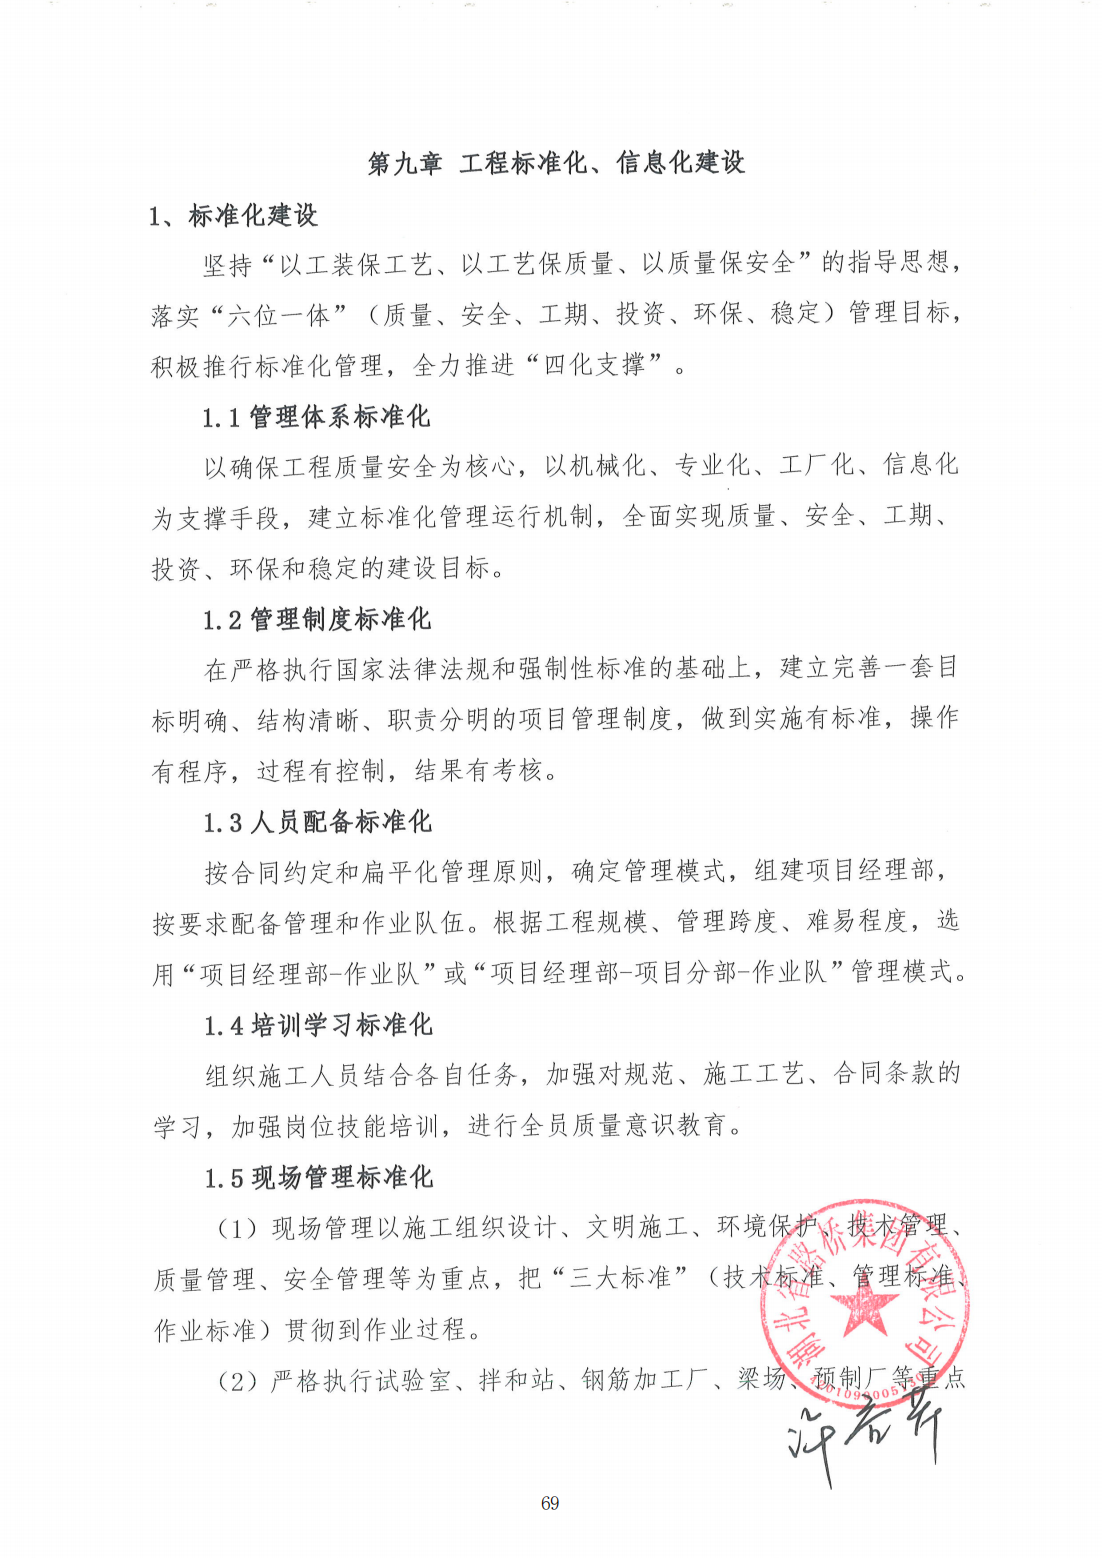 第九章 工程标准化、信息化建设
1、标准化建设
坚持“以工装保工艺、以工艺保质量、以质量保安全”的指导思想，
落实“六位一体”（质量、安全、工期、投资、环保、稳定）管理目标，
积极推行标准化管理，全力推进“四化支撑”。
1.1 管理体系标准化
以确保工程质量安全为核心，以机械化、专业化、工厂化、信息化
为支撑手段，建立标准化管理运行机制，全面实现质量、安全、工期、
投资、环保和稳定的建设目标。
1.2 管理制度标准化
在严格执行国家法律法规和强制性标准的基础上，建立完善一套目
标明确、结构清晰、职责分明的项目管理制度，做到实施有标准，操作
有程序，过程有控制，结果有考核。
1.3 人员配备标准化
按合同约定和扁平化管理原则，确定管理模式，组建项目经理部，
按要求配备管理和作业队伍。根据工程规模、管理跨度、难易程度，选
用“项目经理部-作业队”或“项目经理部-项目分部-作业队”管理模式。
1.4 培训学习标准化
组织施工人员结合各自任务，加强对规范、施工工艺、合同条款的
学习，加强岗位技能培训，进行全员质量意识教育。
1.5 现场管理标准化
（1）现场管理以施工组织设计、文明施工、环境保护、技术管理、
质量管理、安全管理等为重点，把“三大标准”（技术标准、管理标准、
作业标准）贯彻到作业过程。
（2）严格执行试验室、拌和站、钢筋加工厂、梁场、预制厂等重点
湖北省路桥集团有限公司
69